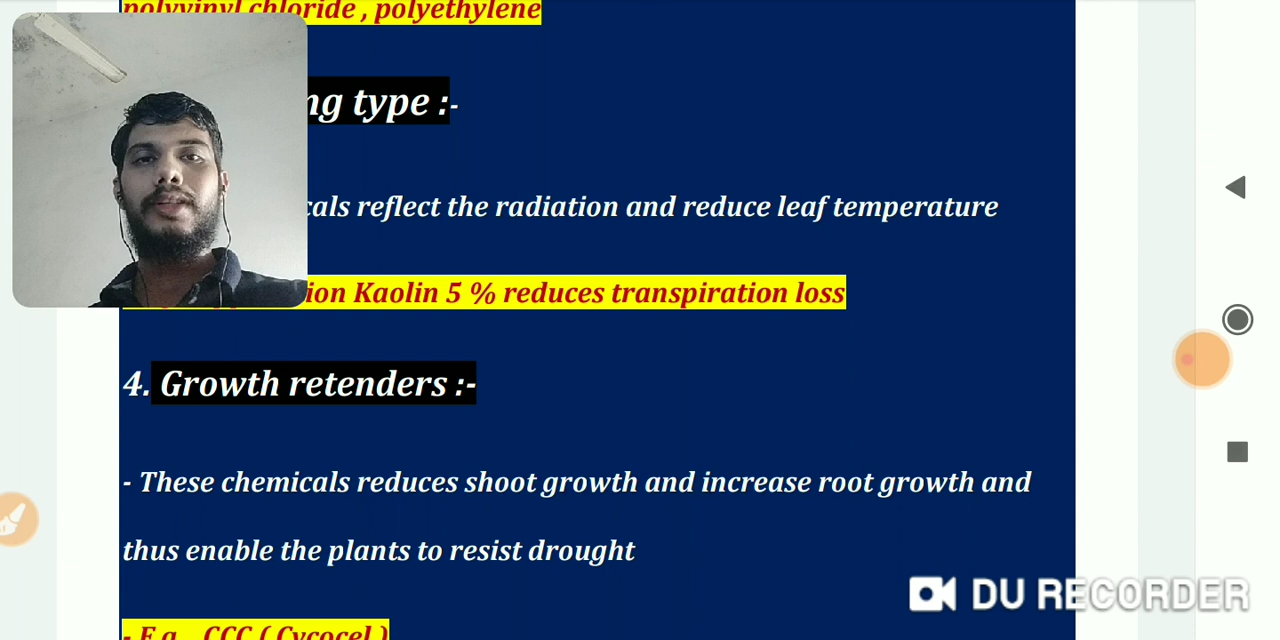 polyvinyl chloride , polyethylene
ng type :-
cals reflect the radiation and reduce leaf temperature
ion Kaolin 5 % reduces transpiration loss
4. Growth retenders :-
- These chemicals reduces shoot growth and increase root growth and
thus enable the plants to resist drought
- E.g. CCC ( Cycocel )
DU RECORDER